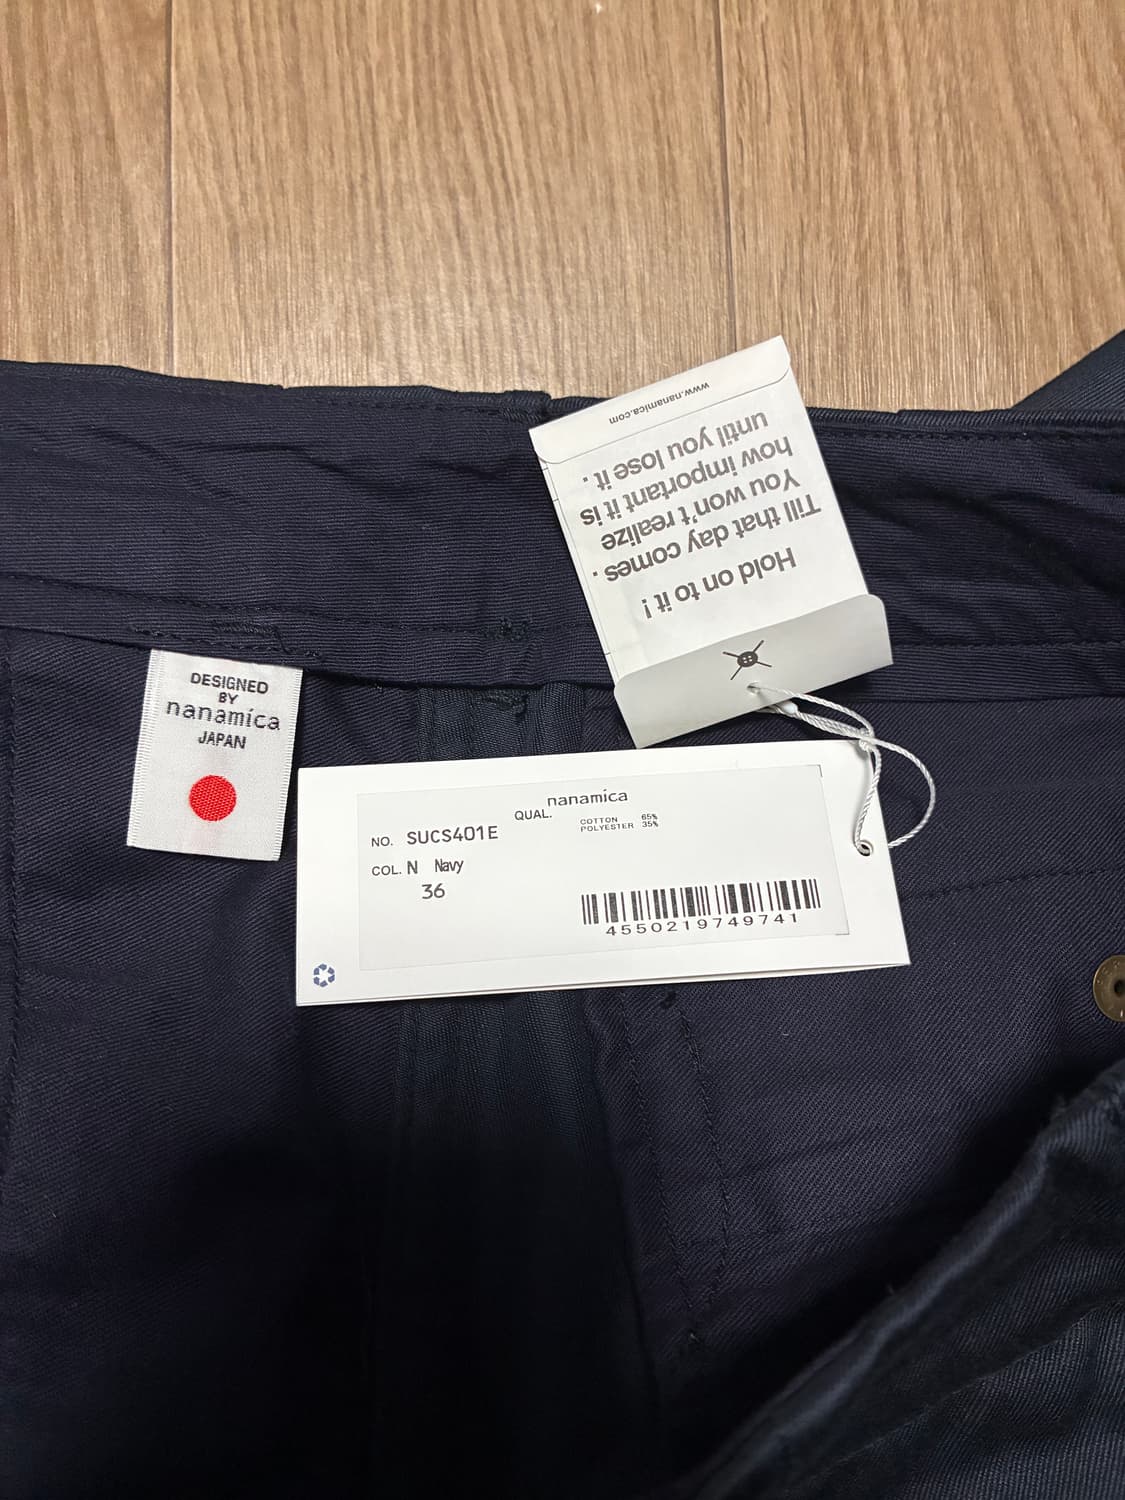 www.nanamica.com
Hold on to it !
Till that day comes .
You won't realize
how important it is
until you lose it .
DESIGNED
BY
nanamica
JAPAN
nanamica
QUAL. COTTON 65%
POLYESTER 35%
NO. SUCS401E
COL. N Navy
36
4550219749741